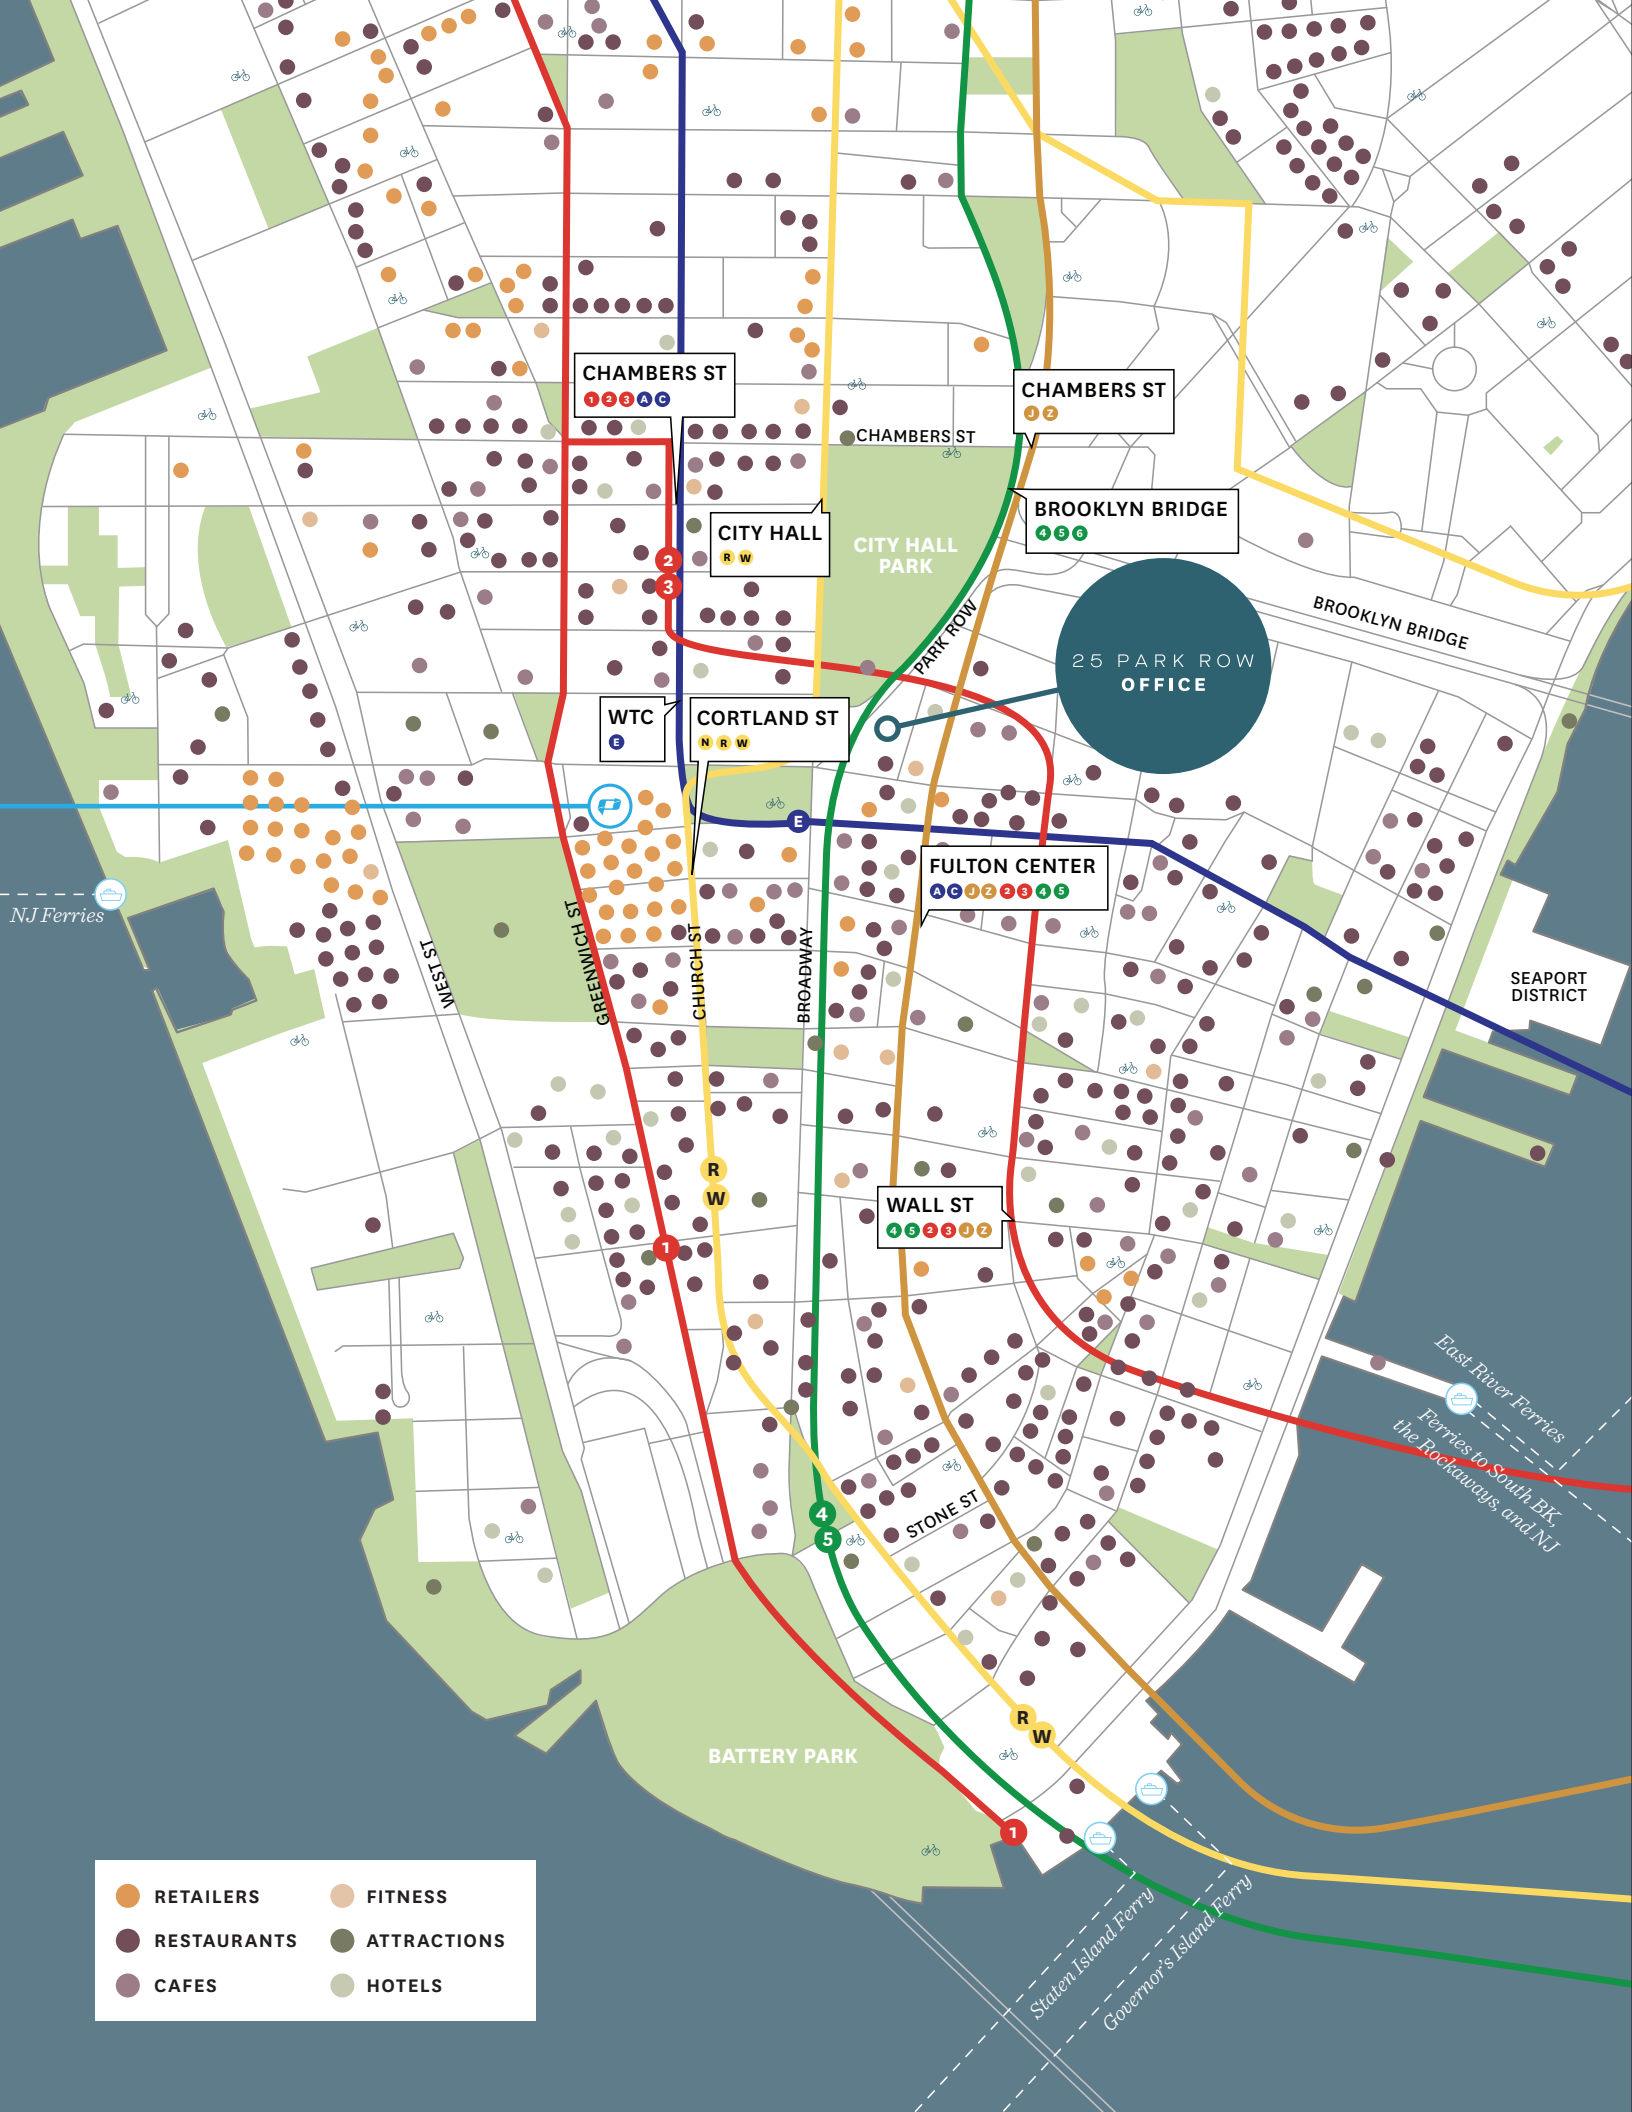 CHAMBERS ST
1 2 3 A C
CHAMBERS ST
J Z
CHAMBERS ST
BROOKLYN BRIDGE
4 5 6
CITY HALL
R W
CITY HALL
PARK
2
3
PARK ROW
BROOKLYN BRIDGE
25 PARK ROW
OFFICE
WTC
E
CORTLAND ST
N R W
E
FULTON CENTER
A C J Z 2 3 4 5
NJ Ferries
WEST ST
GREENWICH ST
CHURCH ST
BROADWAY
SEAPORT
DISTRICT
R
W
WALL ST
4 5 2 3 J Z
1
East River Ferries
Ferries to South BK,
the Rockaways, and NJ
STONE ST
4
5
R
W
BATTERY PARK
1
Staten Island Ferry
Governor's Island Ferry
RETAILERS
FITNESS
RESTAURANTS
ATTRACTIONS
CAFES
HOTELS